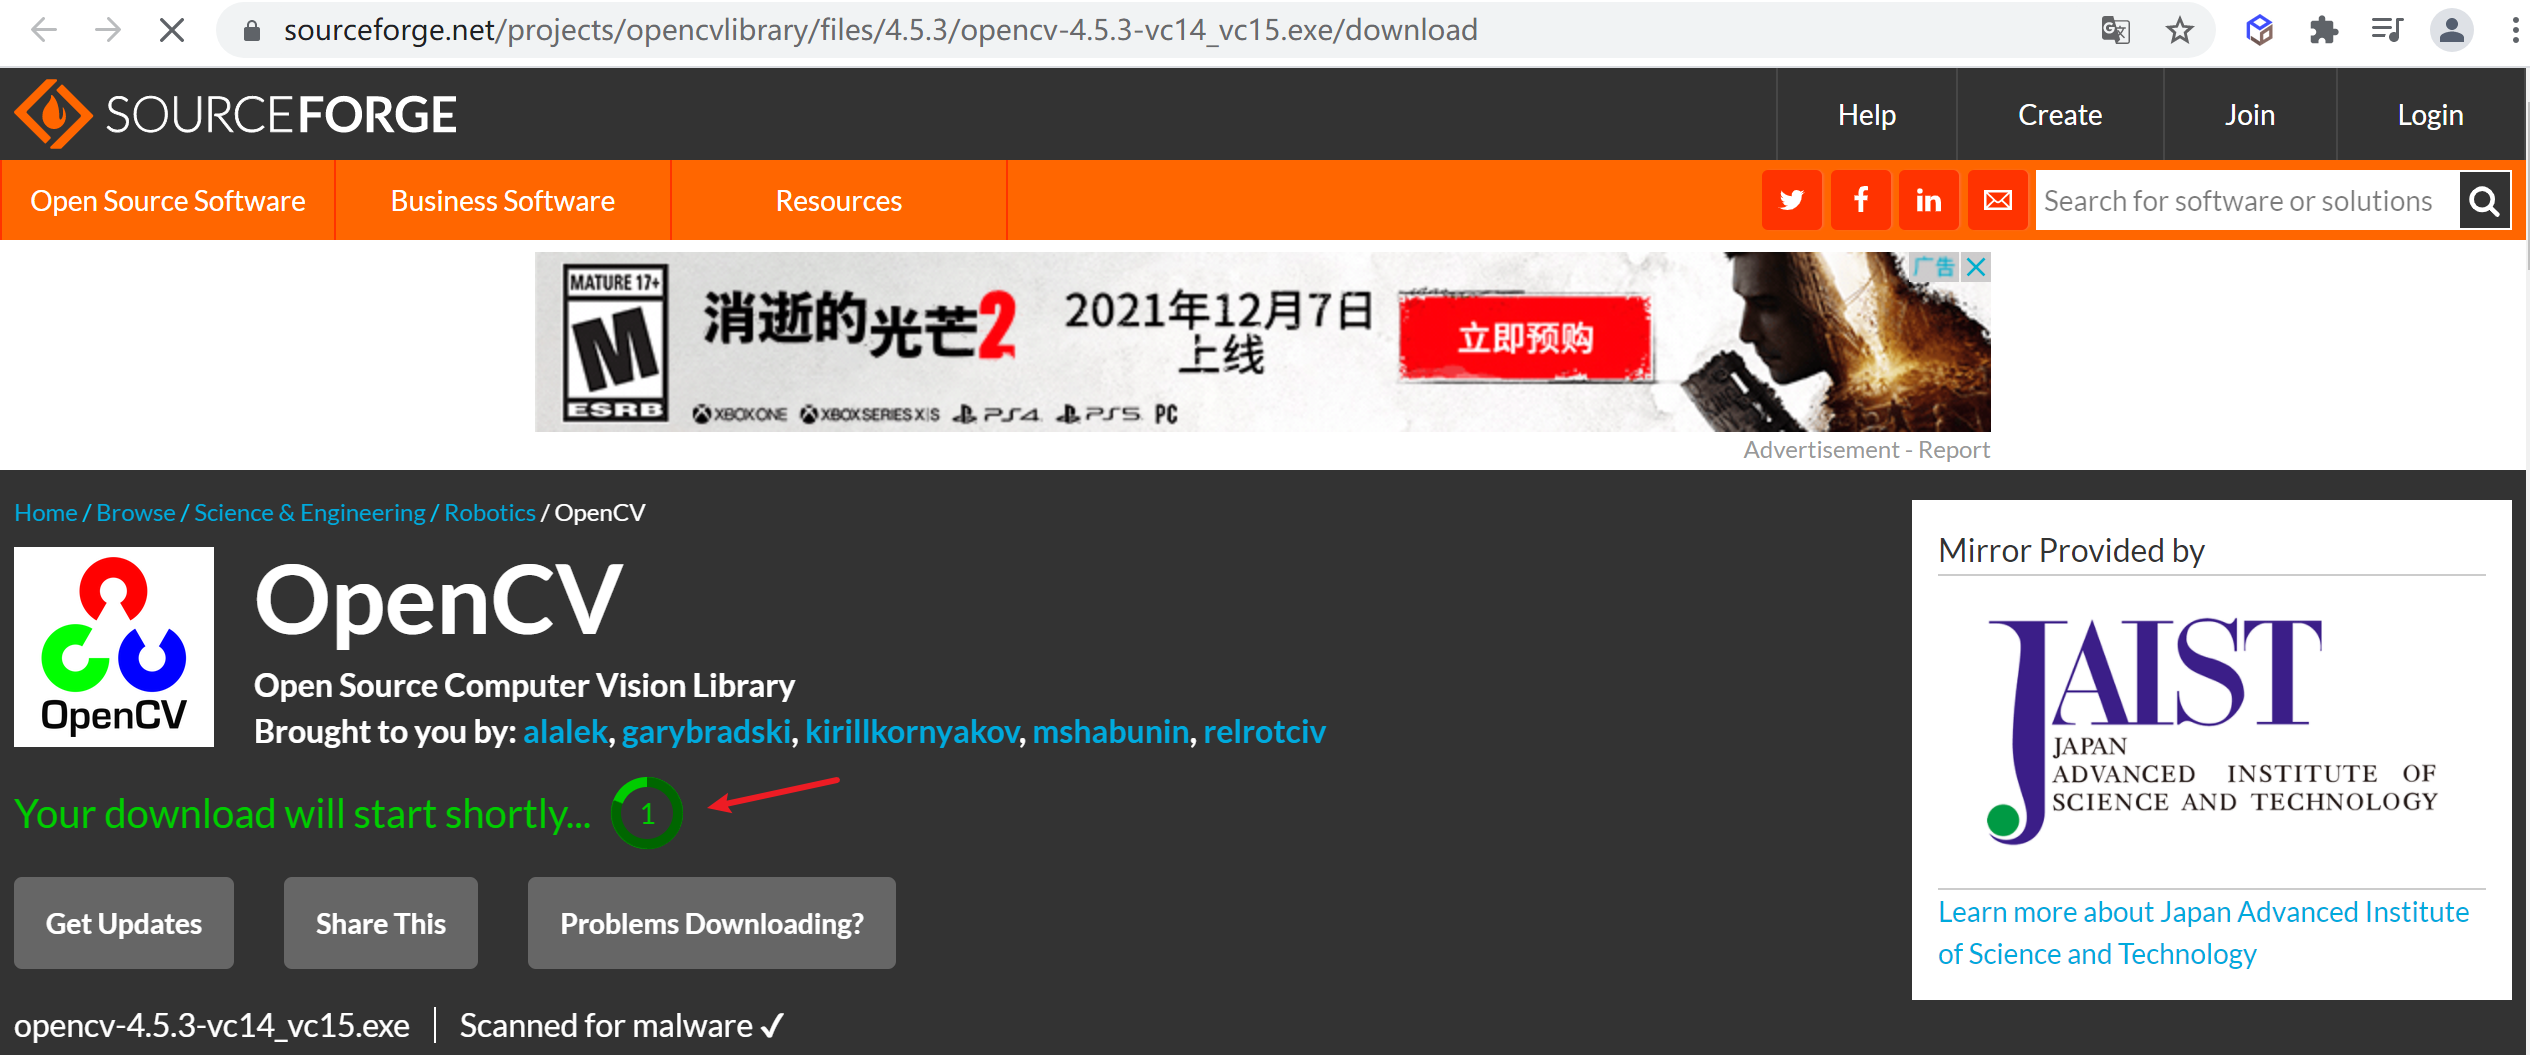 sourceforge.net/projects/opencvlibrary/files/4.5.3/opencv-4.5.3-vc14_vc15.exe/download
SOURCEFORGE
Help
Create
Join
Login
Open Source Software
Business Software
Resources
Search for software or solutions
MATURE 17+
M
ESRB
消逝的光芒2
2021年12月7日
上线
立即预购
广告
XBOX ONE XBOX SERIES X|S PS4 PS5 PC
Advertisement - Report
Home / Browse / Science & Engineering / Robotics / OpenCV
OpenCV
OpenCV
Open Source Computer Vision Library
Brought to you by: alalek, garybradski, kirillkornyakov, mshabunin, relrotciv
Your download will start shortly... 1
Get Updates
Share This
Problems Downloading?
opencv-4.5.3-vc14_vc15.exe
Scanned for malware ✓
Mirror Provided by
JAIST
JAPAN
ADVANCED INSTITUTE OF
SCIENCE AND TECHNOLOGY
Learn more about Japan Advanced Institute
of Science and Technology